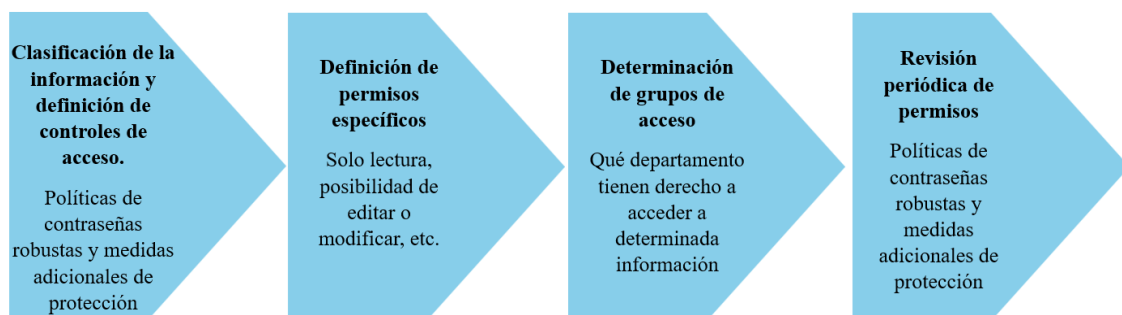 Clasificación de la
información y
definición de
controles de
acceso.
Políticas de
contraseñas
robustas y medidas
adicionales de
protección
Definición de
permisos
específicos
Solo lectura,
posibilidad de
editar o
modificar, etc.
Determinación
de grupos de
acceso
Qué departamento
tienen derecho a
acceder a
determinada
información
Revisión
periódica de
permisos
Políticas de
contraseñas
robustas y
medidas
adicionales de
protección